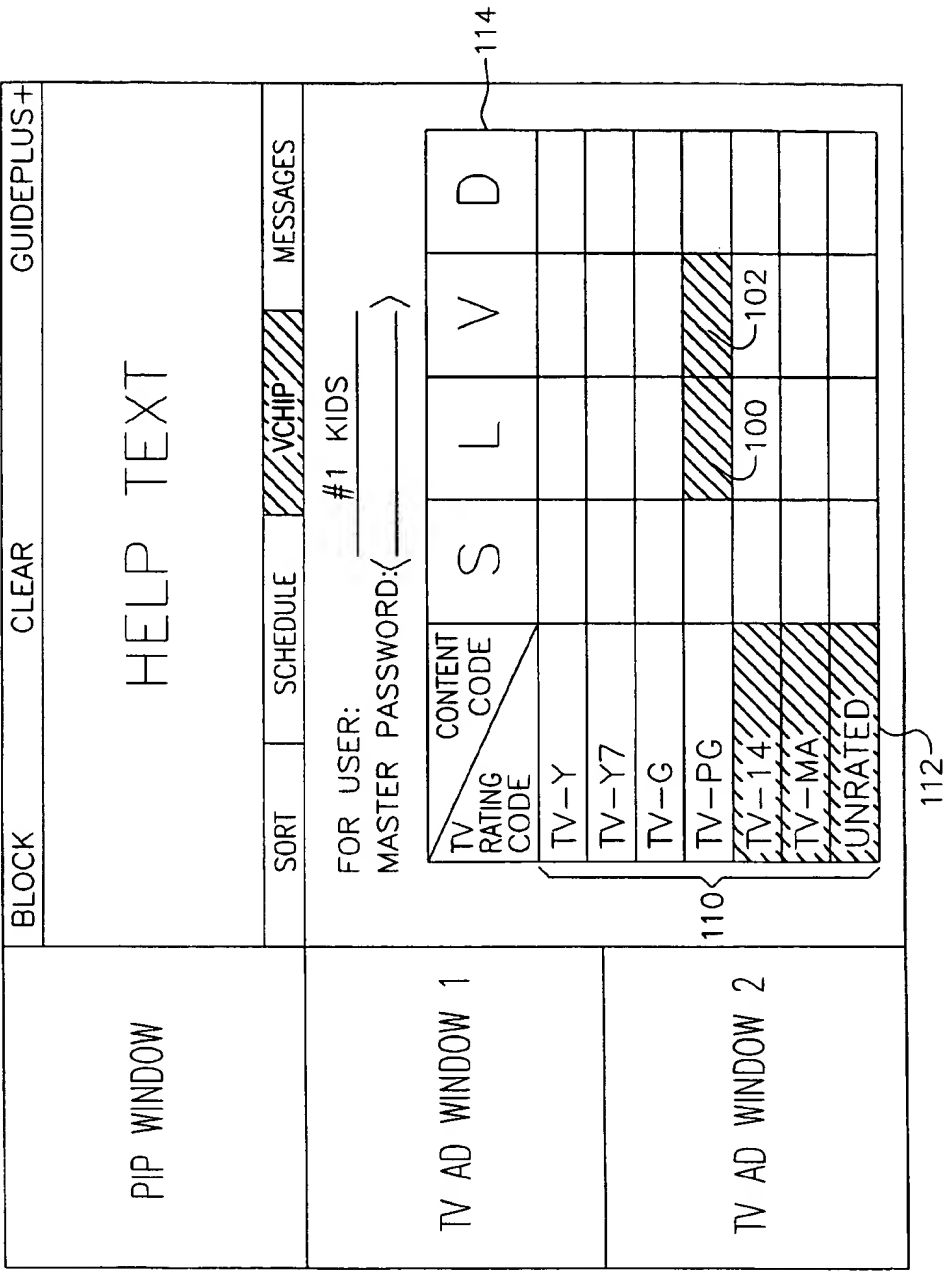 BLOCK CLEAR GUIDEPLUS+
PIP WINDOW
HELP TEXT
SORT SCHEDULE VCHIP MESSAGES
TV AD WINDOW 1
FOR USER: #1 KIDS
MASTER PASSWORD:< >
TV RATING CODE
CONTENT CODE
S L V D
114
TV-Y
TV-Y7
TV-G
TV-PG
TV-14
TV-MA
UNRATED
100
102
110
112
TV AD WINDOW 2